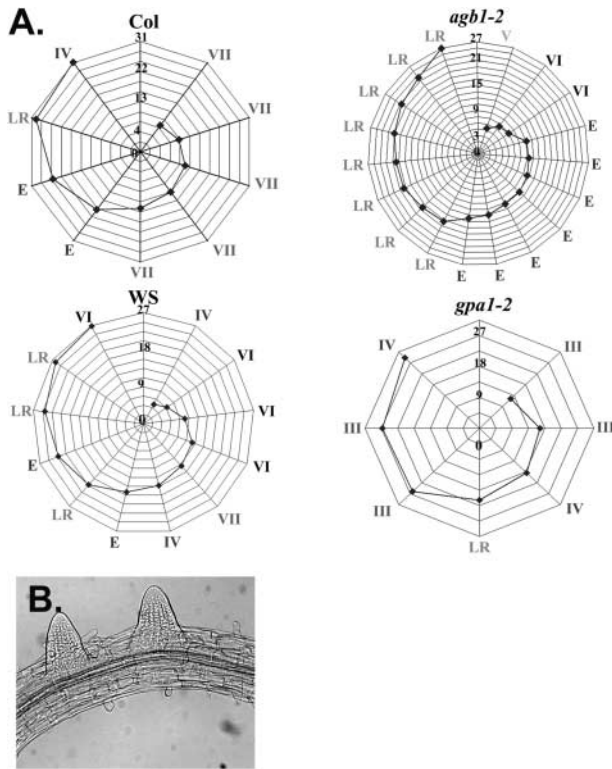 A.
Col
31
IV
VII
22
13
VII
LR
4
0
E
VII
E
VII
VII
agb1-2
27
LR
V
21
LR
VI
15
LR
VI
9
LR
3
E
0
LR
E
LR
E
LR
E
LR
E
E
E
WS
27
VI
IV
18
LR
VI
9
LR
VI
0
E
VI
LR
VII
E
IV
gpa1-2
27
IV
III
18
9
III
III
0
III
IV
LR
B.